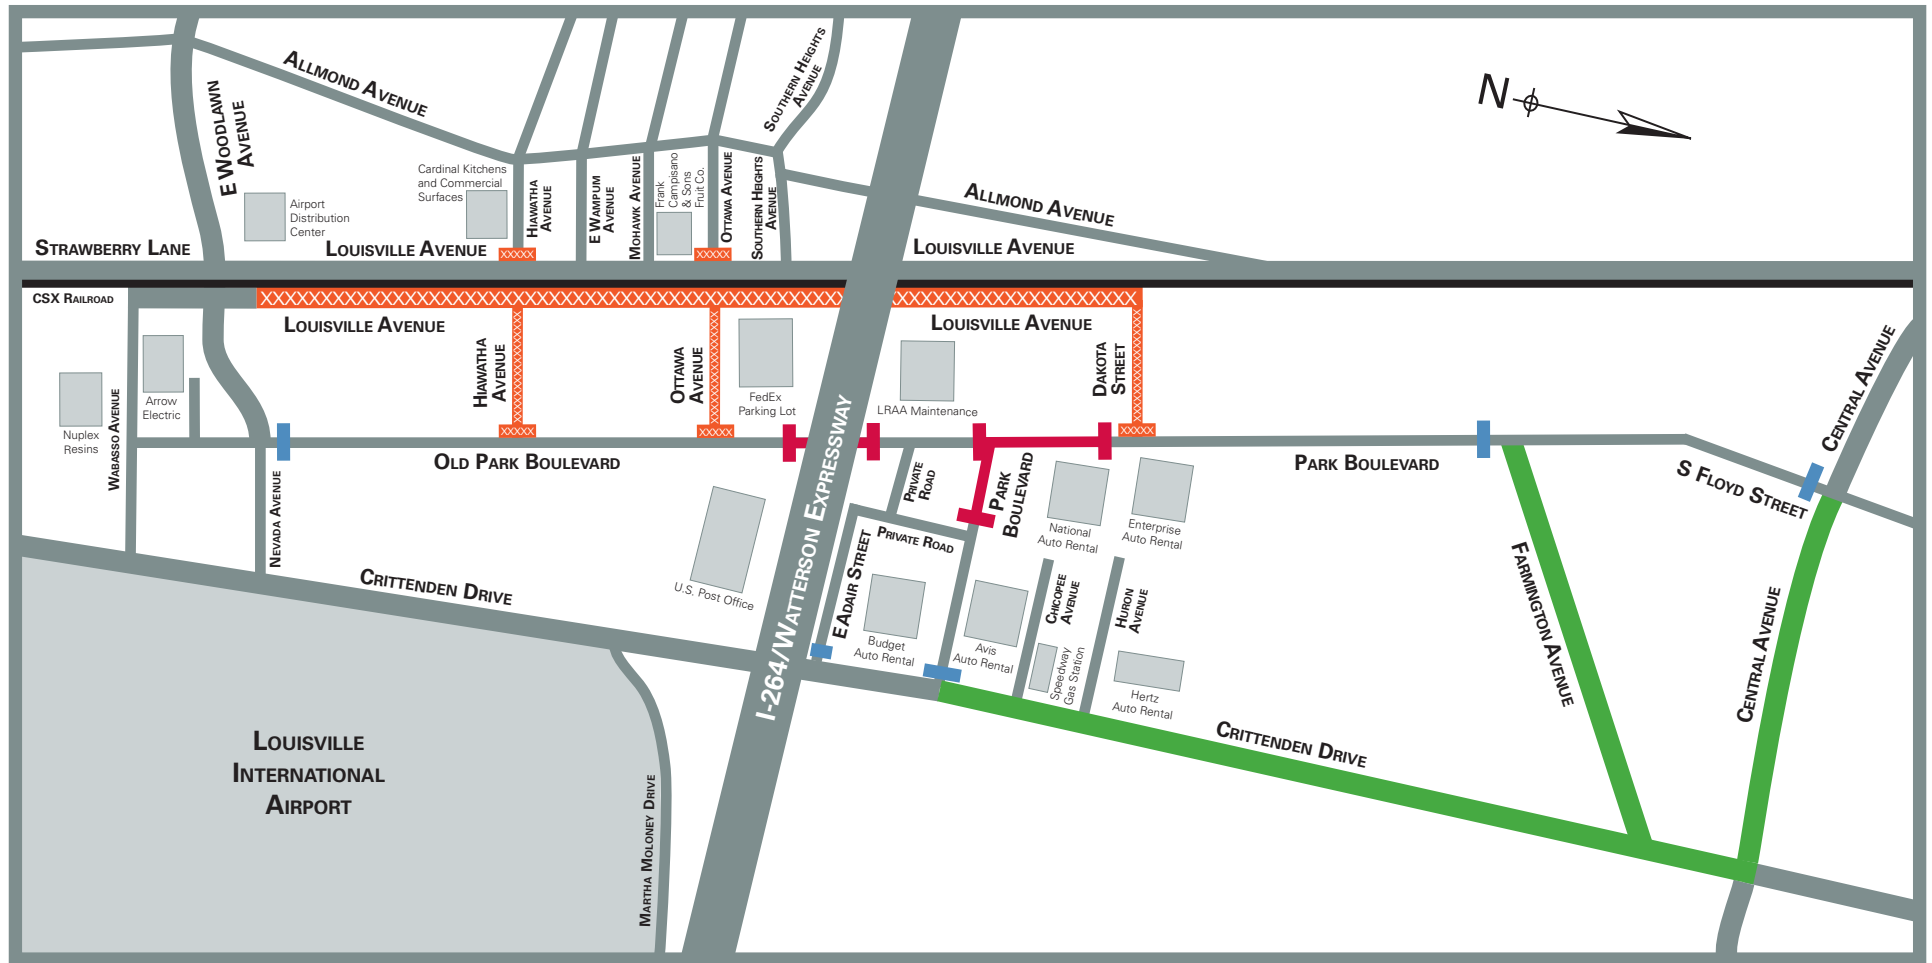 ALLMOND AVENUE
E WOODLAWN
AVENUE
SOUTHERN HEIGHTS
AVENUE
N
Airport
Distribution
Center
Cardinal Kitchens
and Commercial
Surfaces
HIAWATHA
AVENUE
E WAMPUM
AVENUE
MOHAWK AVENUE
Frank
Campisano
& Sons
Fruit Co.
OTTAWA AVENUE
SOUTHERN HEIGHTS
AVENUE
ALLMOND AVENUE
STRAWBERRY LANE
LOUISVILLE AVENUE
LOUISVILLE AVENUE
XXXXX
XXXXX
CSX RAILROAD
LOUISVILLE AVENUE
LOUISVILLE AVENUE
Nuplex
Resins
WABASSO AVENUE
Arrow
Electric
HIAWATHA
AVENUE
OTTAWA
AVENUE
FedEx
Parking Lot
LRAA Maintenance
DAKOTA
STREET
XXXXX
XXXXX
XXXXX
CENTRAL AVENUE
NEVADA AVENUE
OLD PARK BOULEVARD
I-264/WATTERSON EXPRESSWAY
PRIVATE
ROAD
PARK
BOULEVARD
PARK BOULEVARD
S FLOYD STREET
National
Auto Rental
Enterprise
Auto Rental
U.S. Post Office
PRIVATE ROAD
E ADAIR STREET
Budget
Auto Rental
Avis
Auto Rental
CHICOPEE
AVENUE
HURON
AVENUE
Speedway
Gas Station
Hertz
Auto Rental
FARMINGTON AVENUE
CENTRAL AVENUE
CRITTENDEN DRIVE
CRITTENDEN DRIVE
LOUISVILLE
INTERNATIONAL
AIRPORT
MARTHA MOLONEY DRIVE